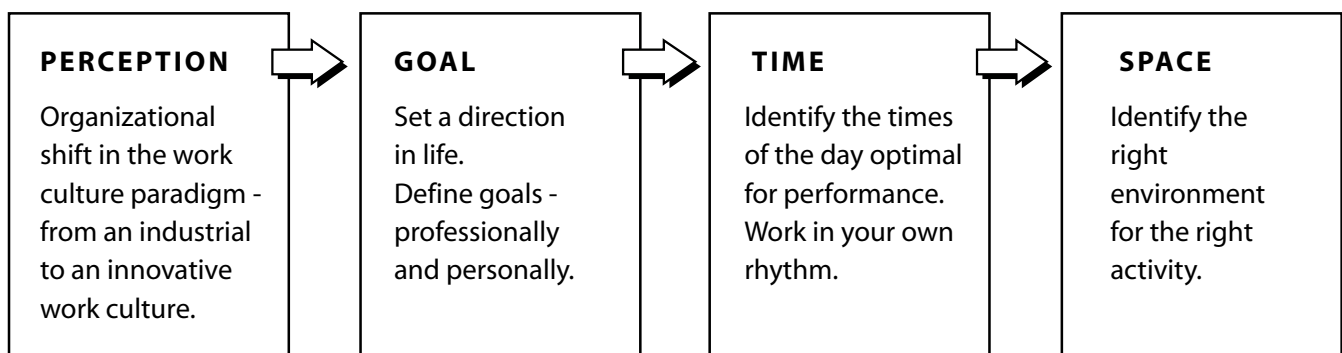 PERCEPTION
Organizational
shift in the work
culture paradigm -
from an industrial
to an innovative
work culture.
GOAL
Set a direction
in life.
Define goals -
professionally
and personally.
TIME
Identify the times
of the day optimal
for performance.
Work in your own
rhythm.
SPACE
Identify the
right
environment
for the right
activity.